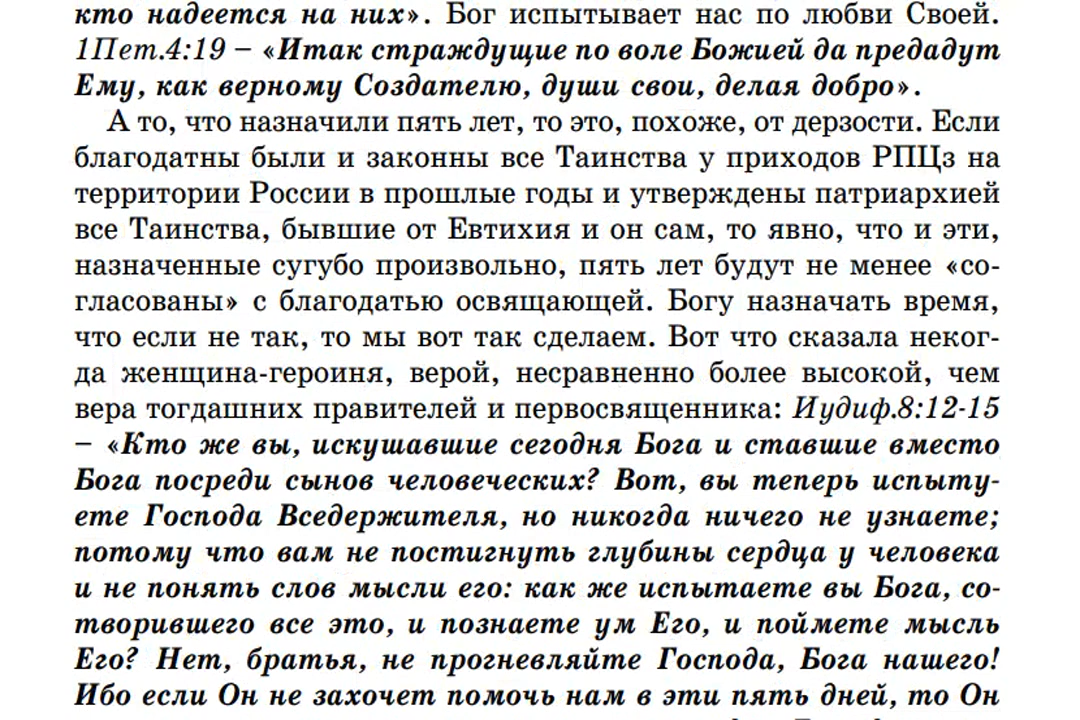 кто надеется на них». Бог испытывает нас по любви Своей.
1Пет.4:19 – «Итак страждущие по воле Божией да предадут
Ему, как верному Создателю, души свои, делая добро».
А то, что назначили пять лет, то это, похоже, от дерзости. Если
благодатны были и законны все Таинства у приходов РПЦз на
территории России в прошлые годы и утверждены патриархией
все Таинства, бывшие от Евтихия и он сам, то явно, что и эти,
назначенные сугубо произвольно, пять лет будут не менее «со-
гласованы» с благодатью освящающей. Богу назначать время,
что если не так, то мы вот так сделаем. Вот что сказала неког-
да женщина-героиня, верой, несравненно более высокой, чем
вера тогдашних правителей и первосвященника: Иудиф.8:12-15
– «Кто же вы, искушавшие сегодня Бога и ставшие вместо
Бога посреди сынов человеческих? Вот, вы теперь испыту-
ете Господа Вседержителя, но никогда ничего не узнаете;
потому что вам не постигнуть глубины сердца у человека
и не понять слов мысли его: как же испытаете вы Бога, со-
творившего все это, и познаете ум Его, и поймете мысль
Его? Нет, братья, не прогневляйте Господа, Бога нашего!
Ибо если Он не захочет помочь нам в эти пять дней, то Он